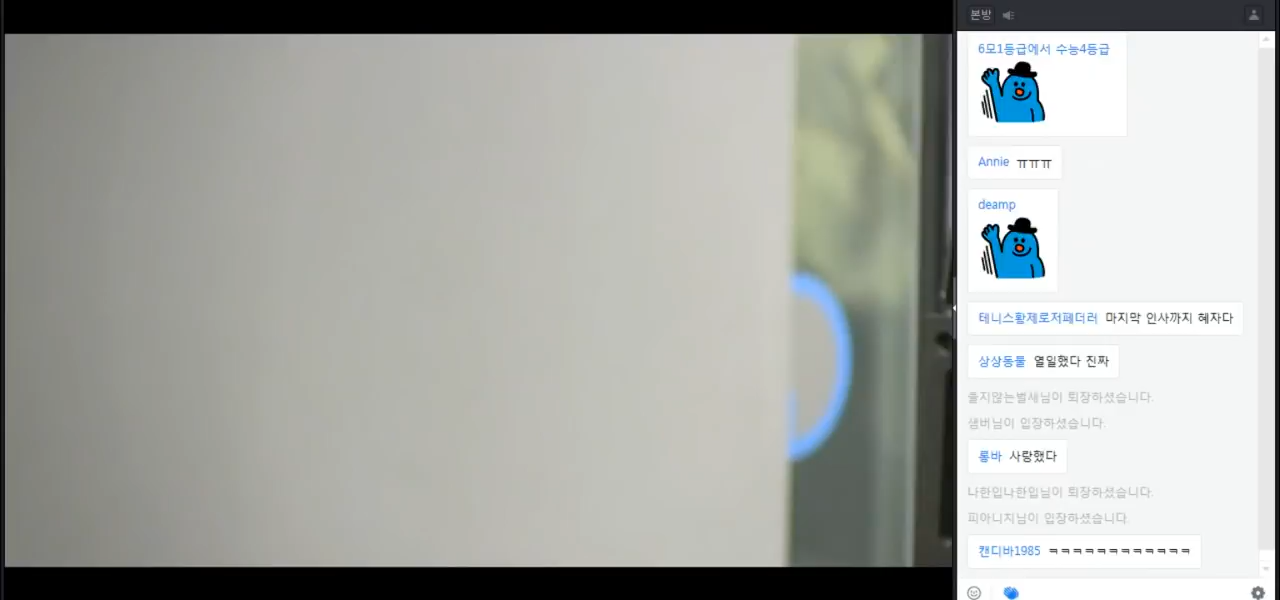 본방
6모1등급에서 수능4등급
Annie ㅠㅠㅠ
deamp
테니스황제로저페더러 마지막 인사까지 혜자다
상상동물 열일했다 진짜
울지않는벌새님이 퇴장하셨습니다.
샘버님이 입장하셨습니다.
롱바 사랑했다
나한입나한입님이 퇴장하셨습니다.
피아니지님이 입장하셨습니다.
캔디바1985 ㅋㅋㅋㅋㅋㅋㅋㅋㅋㅋㅋㅋ